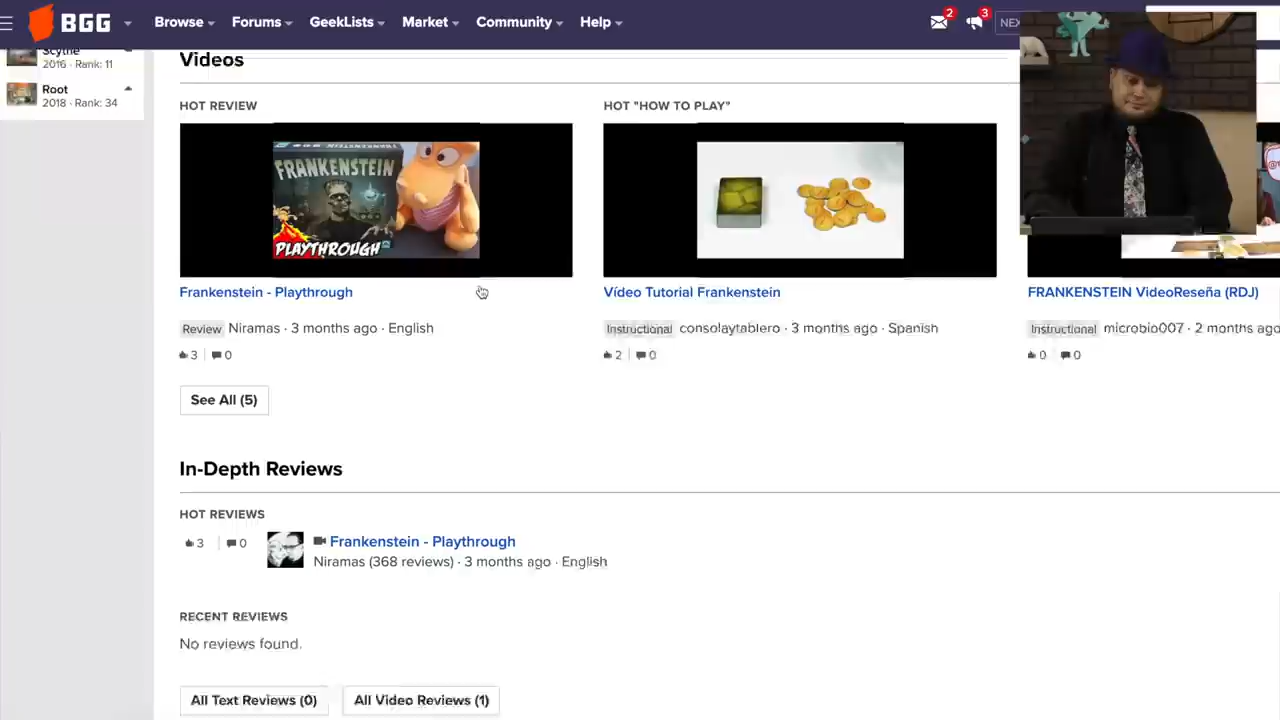 BGG
Browse
Forums
GeekLists
Market
Community
Help
2
3
NEX
Scythe
2016 · Rank: 11
Root
2018 · Rank: 34
Videos
HOT REVIEW
HOT "HOW TO PLAY"
FRANKENSTEIN
PLAYTHROUGH
Frankenstein - Playthrough
Vídeo Tutorial Frankenstein
FRANKENSTEIN VideoReseña (RDJ)
Review Niramas · 3 months ago · English
Instructional consolaytablero · 3 months ago · Spanish
Instructional microbio007 · 2 months ago
3 0
2 0
0 0
See All (5)
In-Depth Reviews
HOT REVIEWS
3 0 Frankenstein - Playthrough
Niramas (368 reviews) · 3 months ago · English
RECENT REVIEWS
No reviews found.
All Text Reviews (0)
All Video Reviews (1)